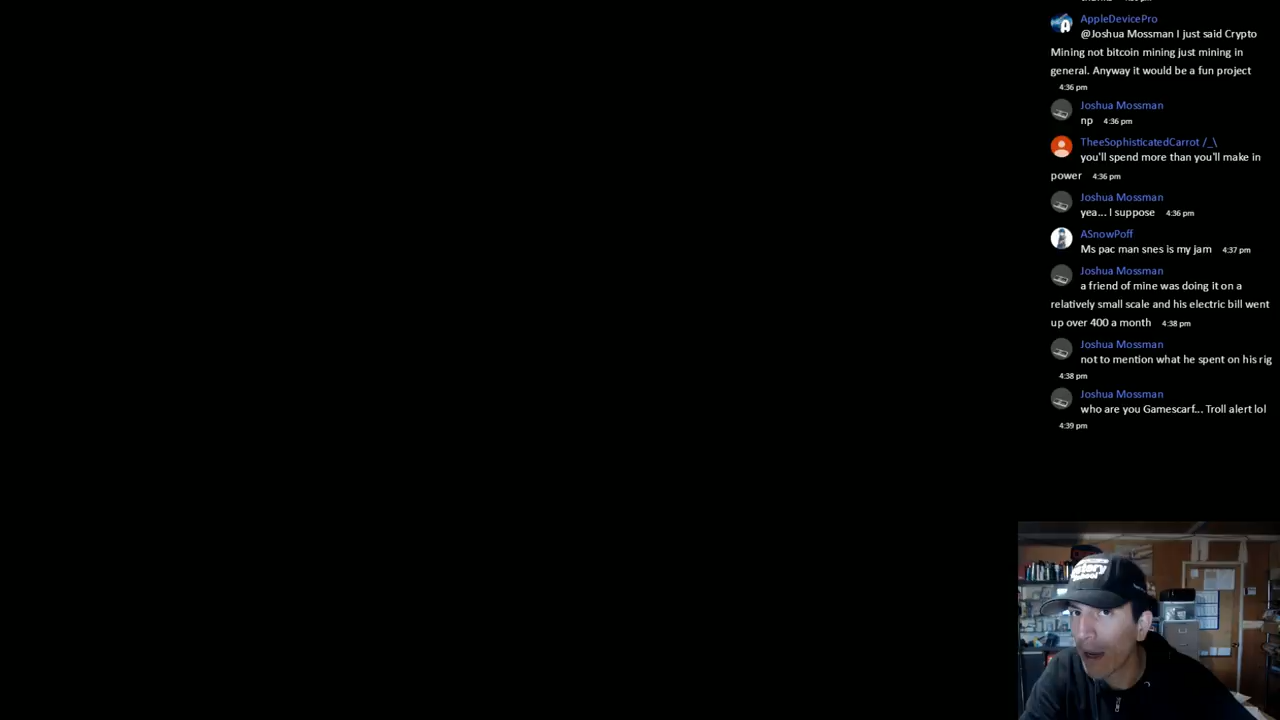 AppleDevicePro
@Joshua Mossman I just said Crypto
Mining not bitcoin mining just mining in
general. Anyway it would be a fun project
4:36 pm
Joshua Mossman
np 4:36 pm
TheeSophisticatedCarrot /_\
you'll spend more than you'll make in
power 4:36 pm
Joshua Mossman
yea... I suppose 4:36 pm
ASnowPoff
Ms pac man snes is my jam 4:37 pm
Joshua Mossman
a friend of mine was doing it on a
relatively small scale and his electric bill went
up over 400 a month 4:38 pm
Joshua Mossman
not to mention what he spent on his rig
4:38 pm
Joshua Mossman
who are you Gamescarf... Troll alert lol
4:39 pm